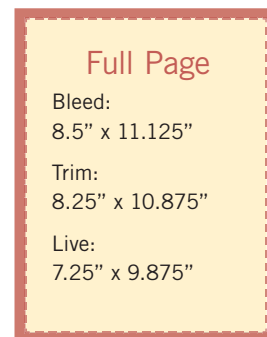 Full Page
Bleed:
8.5” x 11.125”
Trim:
8.25” x 10.875”
Live:
7.25” x 9.875”